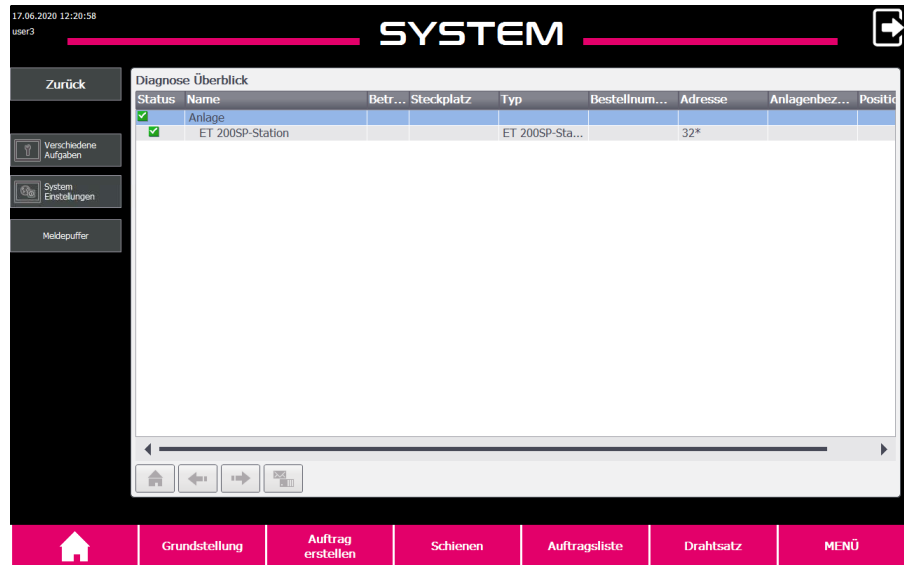 17.06.2020 12:20:58
user3
SYSTEM
Zurück
Verschiedene
Aufgaben
System
Einstellungen
Meldepuffer
Diagnose Überblick
Status Name Betr... Steckplatz Typ Bestellnum... Adresse Anlagenbez... Positio
Anlage
ET 200SP-Station ET 200SP-Sta... 32*
Grundstellung
Auftrag
erstellen
Schienen
Auftragsliste
Drahtsatz
MENÜ